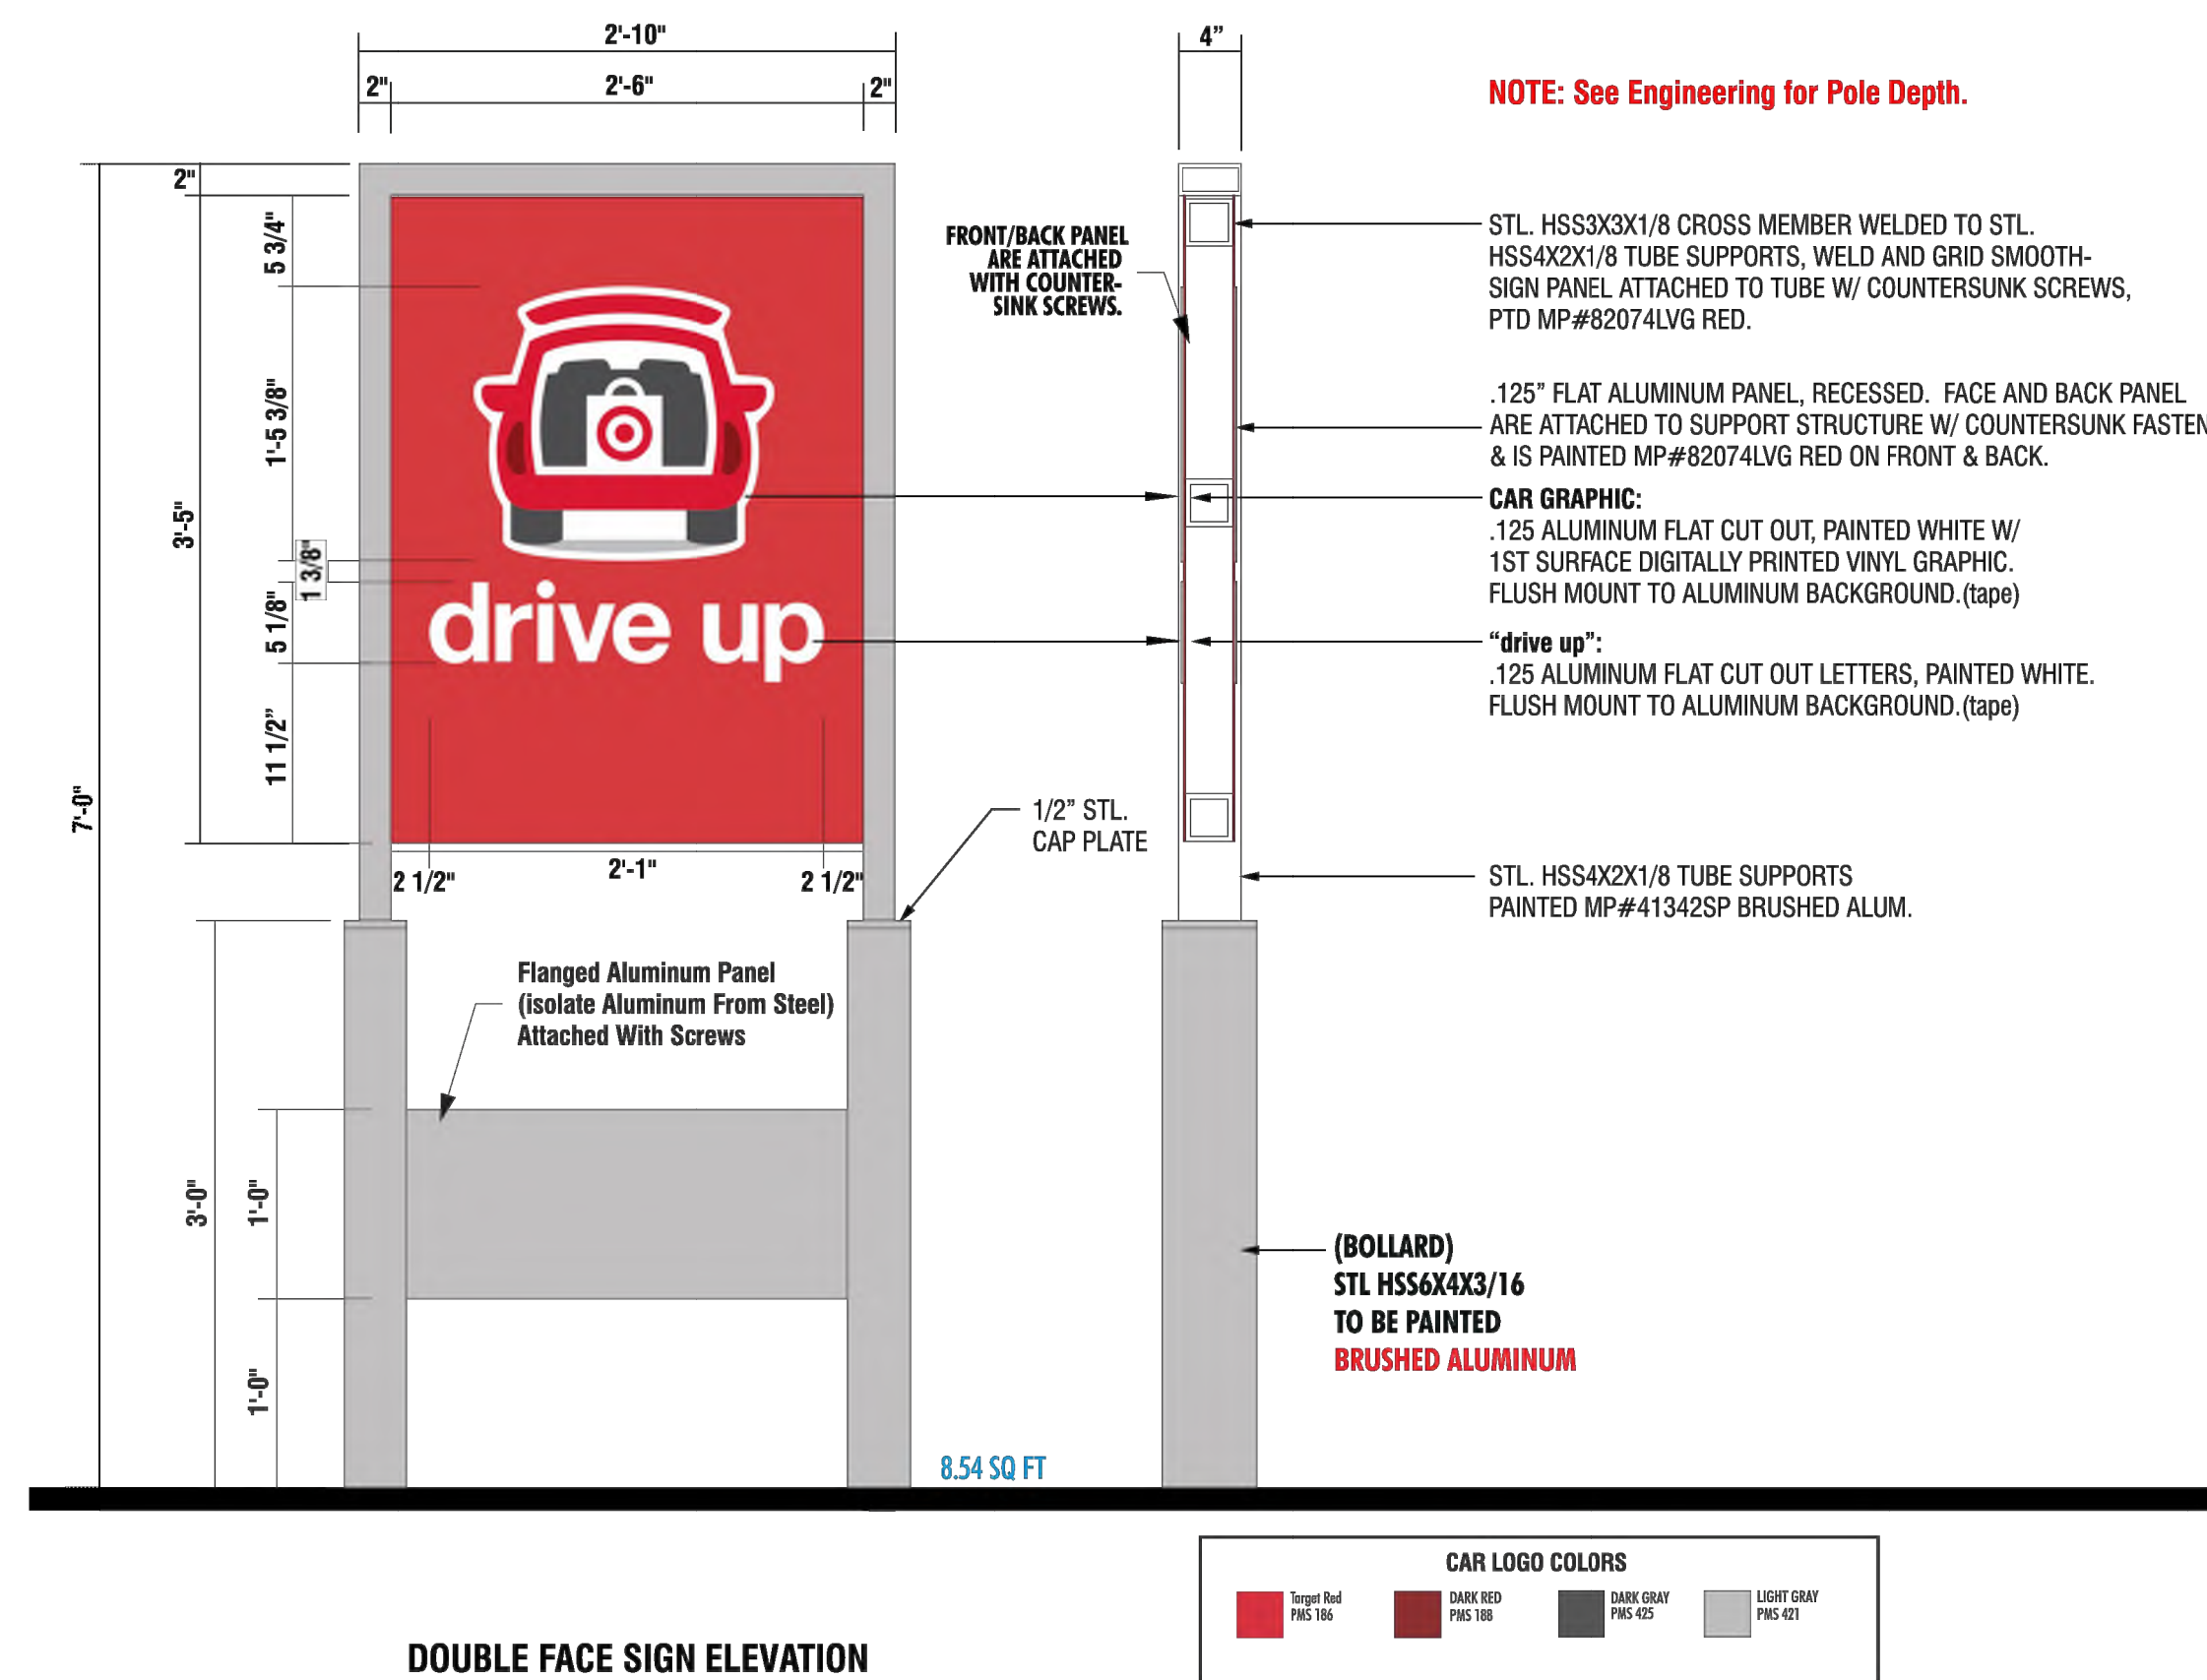 2'-10"
4”
2"
2'-6"
2"
NOTE: See Engineering for Pole Depth.
2"
5 3/4"
1'-5 3/8"
3'-5"
1 3/8"
5 1/8"
11 1/2”
7'-0"
drive up
FRONT/BACK PANEL
ARE ATTACHED
WITH COUNTER-
SINK SCREWS.
STL. HSS3X3X1/8 CROSS MEMBER WELDED TO STL.
HSS4X2X1/8 TUBE SUPPORTS, WELD AND GRID SMOOTH-
SIGN PANEL ATTACHED TO TUBE W/ COUNTERSUNK SCREWS,
PTD MP#82074LVG RED.
.125” FLAT ALUMINUM PANEL, RECESSED. FACE AND BACK PANEL
ARE ATTACHED TO SUPPORT STRUCTURE W/ COUNTERSUNK FASTEN
& IS PAINTED MP#82074LVG RED ON FRONT & BACK.
CAR GRAPHIC:
.125 ALUMINUM FLAT CUT OUT, PAINTED WHITE W/
1ST SURFACE DIGITALLY PRINTED VINYL GRAPHIC.
FLUSH MOUNT TO ALUMINUM BACKGROUND.(tape)
“drive up”:
.125 ALUMINUM FLAT CUT OUT LETTERS, PAINTED WHITE.
FLUSH MOUNT TO ALUMINUM BACKGROUND.(tape)
1/2” STL.
CAP PLATE
2 1/2"
2'-1"
2 1/2"
STL. HSS4X2X1/8 TUBE SUPPORTS
PAINTED MP#41342SP BRUSHED ALUM.
Flanged Aluminum Panel
(isolate Aluminum From Steel)
Attached With Screws
3'-0"
1'-0"
1'-0"
(BOLLARD)
STL HSS6X4X3/16
TO BE PAINTED
BRUSHED ALUMINUM
8.54 SQ FT
CAR LOGO COLORS
Target Red
PMS 186
DARK RED
PMS 188
DARK GRAY
PMS 425
LIGHT GRAY
PMS 421
DOUBLE FACE SIGN ELEVATION